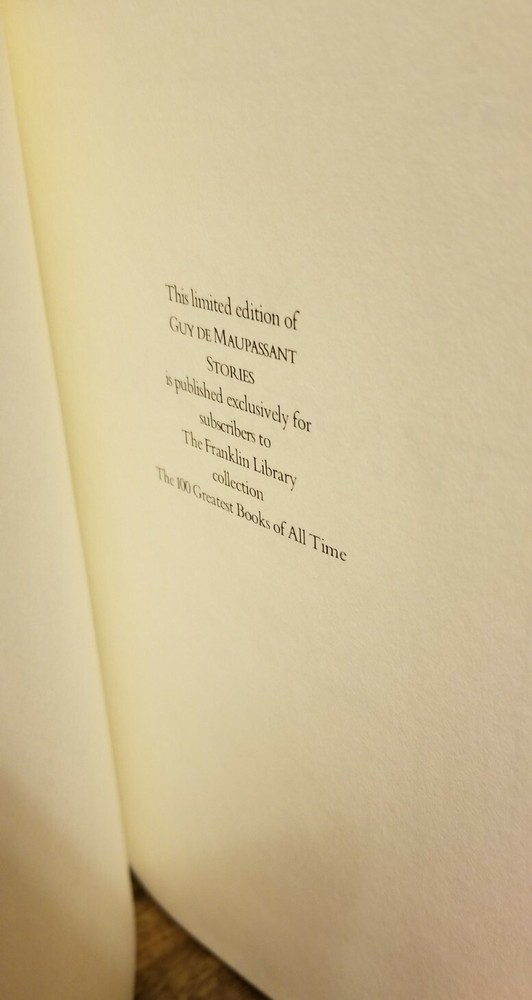 This limited edition of
GUY DE MAUPASSANT
STORIES
is published exclusively for
subscribers to
The Franklin Library
collection
The 100 Greatest Books of All Time